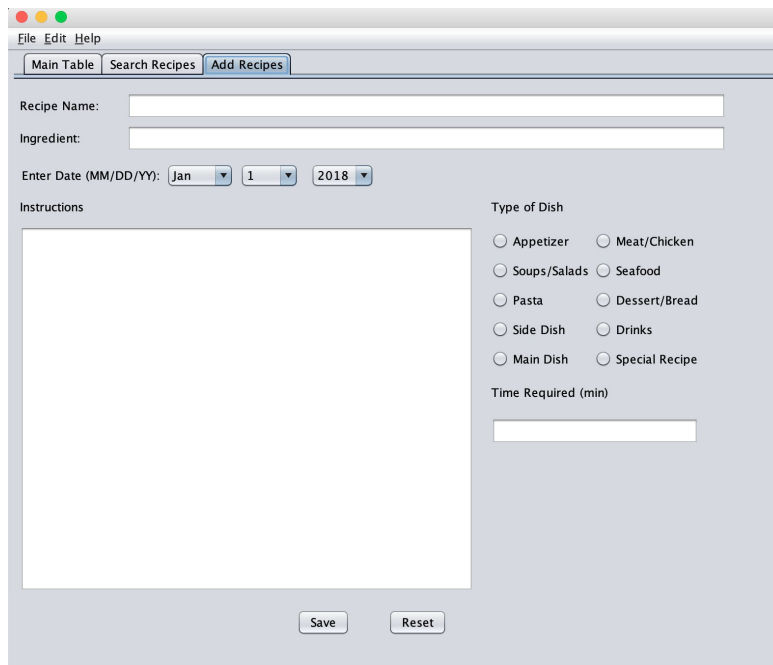 File Edit Help
Main Table Search Recipes Add Recipes
Recipe Name:
Ingredient:
Enter Date (MM/DD/YY): Jan 1 2018
Instructions
Type of Dish
Appetizer Meat/Chicken
Soups/Salads Seafood
Pasta Dessert/Bread
Side Dish Drinks
Main Dish Special Recipe
Time Required (min)
Save Reset